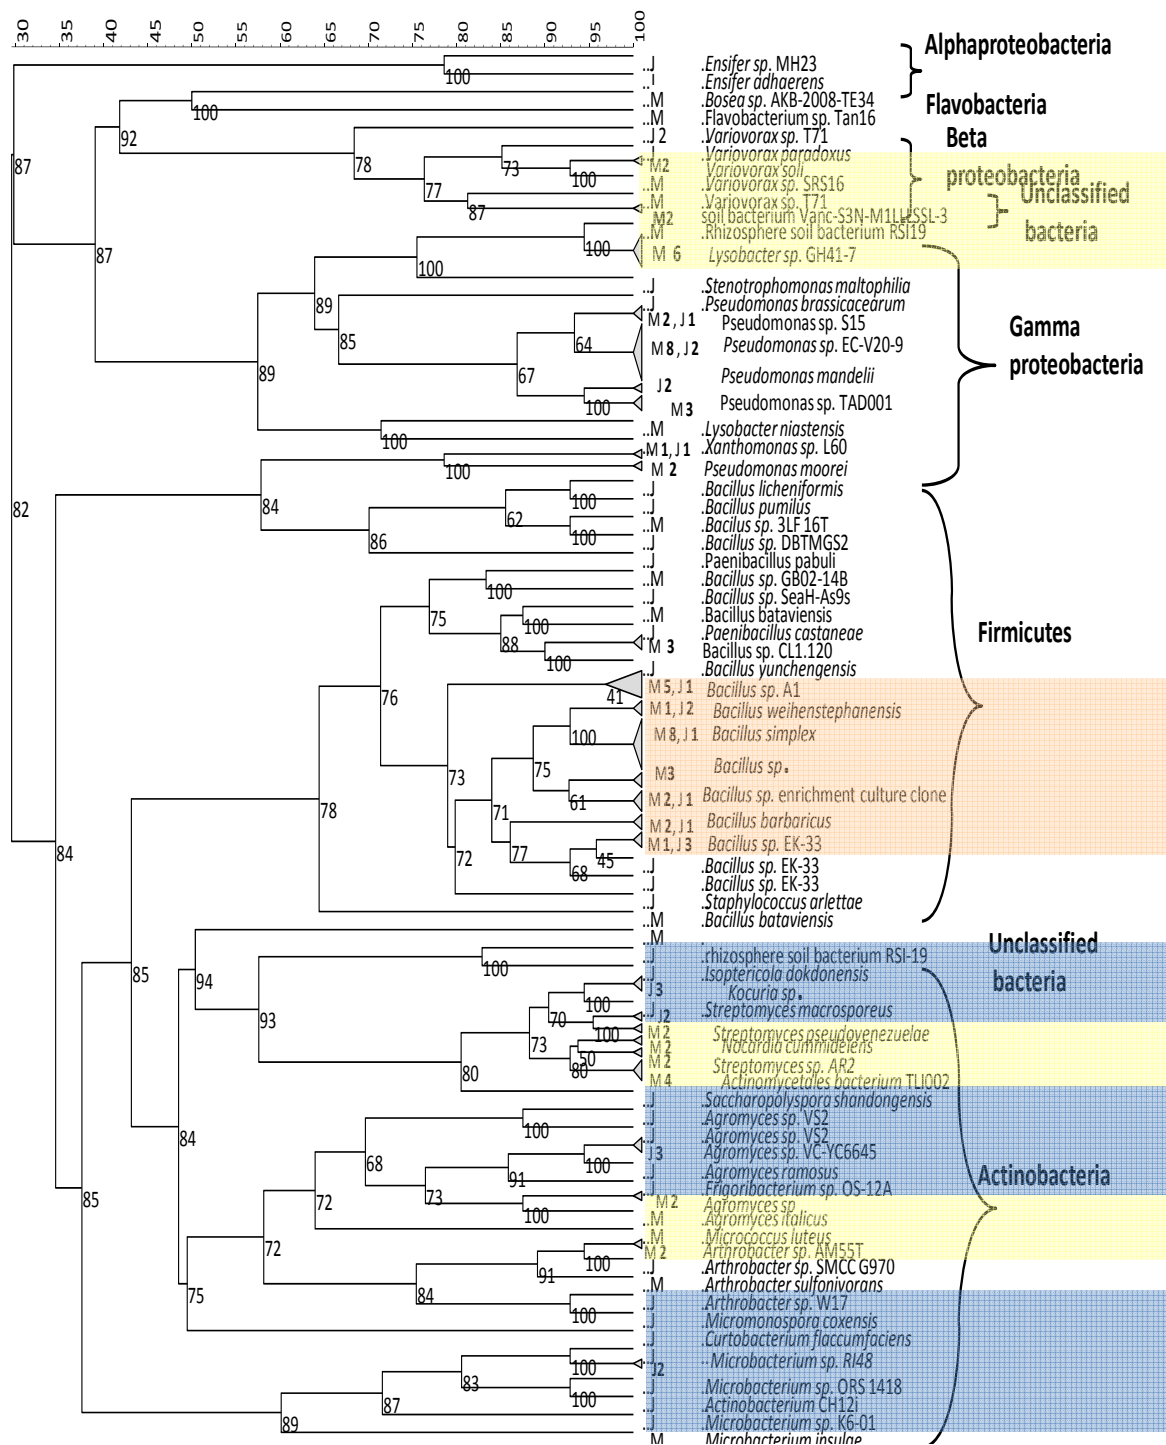 30 35 40 45 50 55 60 65 70 75 80 85 90 95 100
Alphaproteobacteria
100 ..J .Ensifer sp. MH23
..I .Ensifer adhaerens
100 ..M .Bosea sp. AKB-2008-TE34
Flavobacteria
92 ..M Flavobacterium sp. Tan16
J 2 .Variovorax sp. T71
Beta
87 78 73 J .Variovorax paradoxus
M2 Variovorax soli
proteobacteria
77 100 ..M .Variovorax sp. SRS16
Unclassified
87 ..M .Variovorax sp. T71
M2 soil bacterium Vanc-S3N-M1LLLSSL-3
bacteria
87 100 ..M .Rhizosphere soil bacterium RSI19
100 M 6 Lysobacter sp. GH41-7
..J .Stenotrophomonas maltophilia
89 ..J .Pseudomonas brassicacearum
M 2, J 1 Pseudomonas sp. S15
Gamma
85 64 M 8, J 2 Pseudomonas sp. EC-V20-9
proteobacteria
89 67 J 2 Pseudomonas mandelii
100 M 3 Pseudomonas sp. TAD001
100 ..M .Lysobacter niastensis
M 1, J 1 .Xanthomonas sp. L60
100 M 2 Pseudomonas moorei
84 ..J .Bacillus licheniformis
82 100 ..J .Bacillus pumilus
62 ..M .Bacilus sp. 3LF 16T
86 100 ..J .Bacillus sp. DBTMGS2
..J .Paenibacillus pabuli
..M .Bacillus sp. GB02-14B
100 ..J .Bacillus sp. SeaH-As9s
75 ..M Bacillus bataviensis
100 ..J .Paenibacillus castaneae
Firmicutes
88 M 3 Bacillus sp. CL1.120
100 ..J .Bacillus yunchengensis
76 41 M 5, J 1 Bacillus sp. A1
M 1, J 2 Bacillus weihenstephanensis
100 M 8, J 1 Bacillus simplex
73 75 M3 Bacillus sp.
78 61 M 2, J 1 Bacillus sp. enrichment culture clone
71 M 2, J 1 Bacillus barbaricus
84 77 45 M 1, J 3 Bacillus sp. EK-33
72 68 ..J .Bacillus sp. EK-33
..J .Bacillus sp. EK-33
..J .Staphylococcus arlettae
..M .Bacillus bataviensis
..M .
Unclassified
85 ..J .rhizosphere soil bacterium RSI-19
94 100 ..J .Isoptericola dokdonensis
bacteria
J 3 Kocuria sp.
100 ..J .Streptomyces macrosporeus
93 70 J 2
100 M 2 Streptomyces pseudovenezuelae
73 M 2 Nocardia cummidelens
50 M 2 Streptomyces sp. AR2
80 80 M 4 Actinomycetales bacterium TLI002
..J .Saccharopolyspora shandongensis
..J .Agromyces sp. VS2
84 100 ..J .Agromyces sp. VS2
J 3 Agromyces sp. VC-YC6645
68 100 ..J .Agromyces ramosus
Actinobacteria
91 ..J .Frigoribacterium sp. OS-12A
85 72 73 M 2 Agromyces sp
100 ..M .Agromyces italicus
..M .Micrococcus luteus
72 M 2 Arthrobacter sp. AM55T
100 ..J .Arthrobacter sp. SMCC G970
91 ..M .Arthrobacter sulfonivorans
75 84 ..J .Arthrobacter sp. W17
100 ..J .Micromonospora coxensis
..J .Curtobacterium flaccumfaciens
..J ..Microbacterium sp. RI48
100 J2
83 ..J .Microbacterium sp. ORS 1418
100 ..J .Actinobacterium CH12i
87 ..J .Microbacterium sp. K6-01
89 ..M .Microbacterium insulae